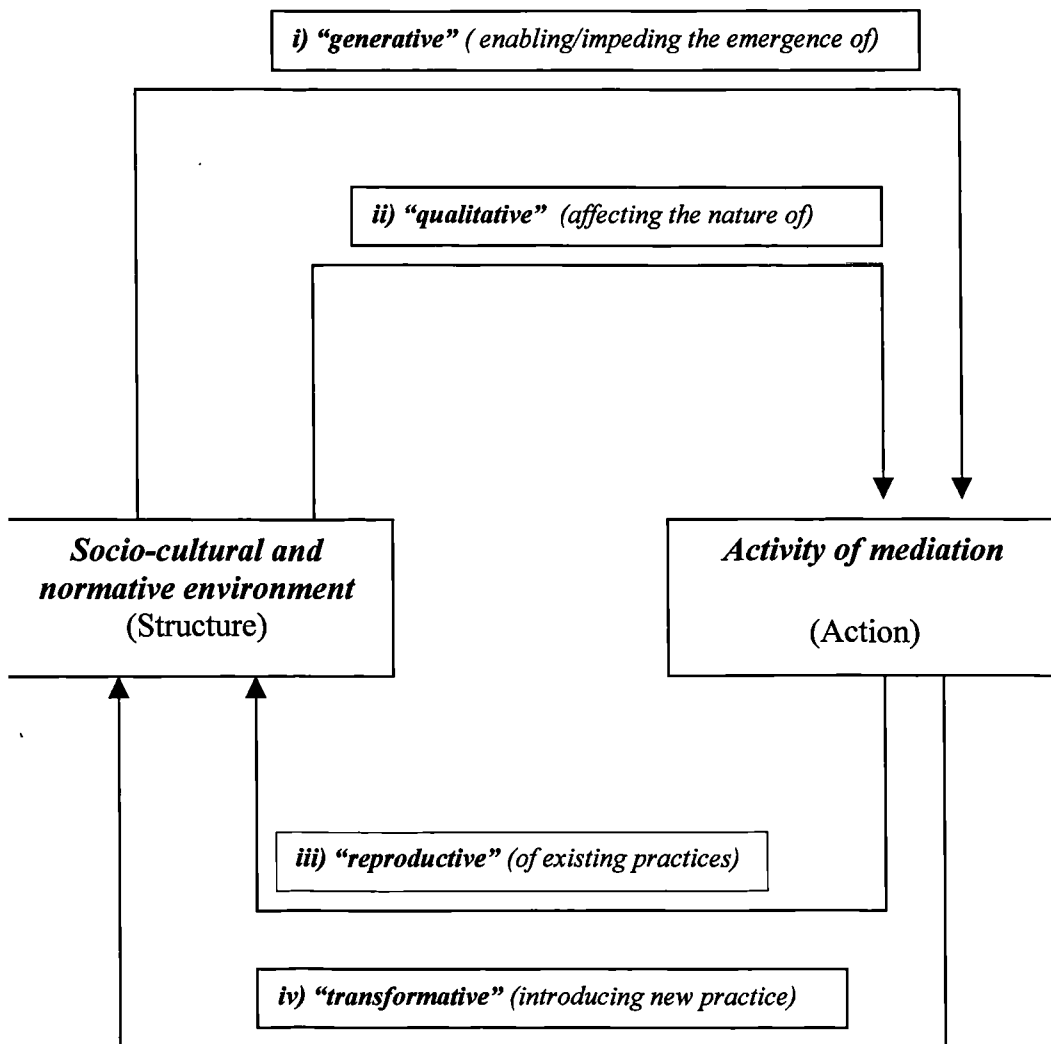 i) “generative” ( enabling/impeding the emergence of)
ii) “qualitative” (affecting the nature of)
Socio-cultural and
normative environment
(Structure)
Activity of mediation
(Action)
iii) “reproductive” (of existing practices)
iv) “transformative” (introducing new practice)